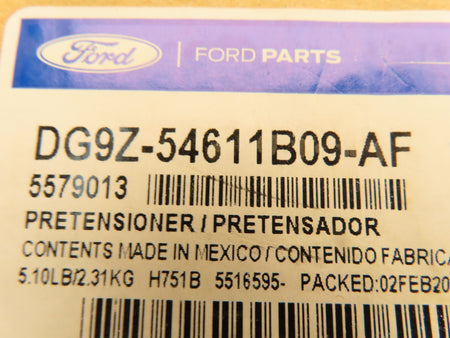 Ford
FORD PARTS
DG9Z-54611B09-AF
5579013
PRETENSIONER / PRETENSADOR
CONTENTS MADE IN MEXICO / CONTENIDO FABRICA
5.10LB/2.31KG H751B 5516595- PACKED:02FEB20